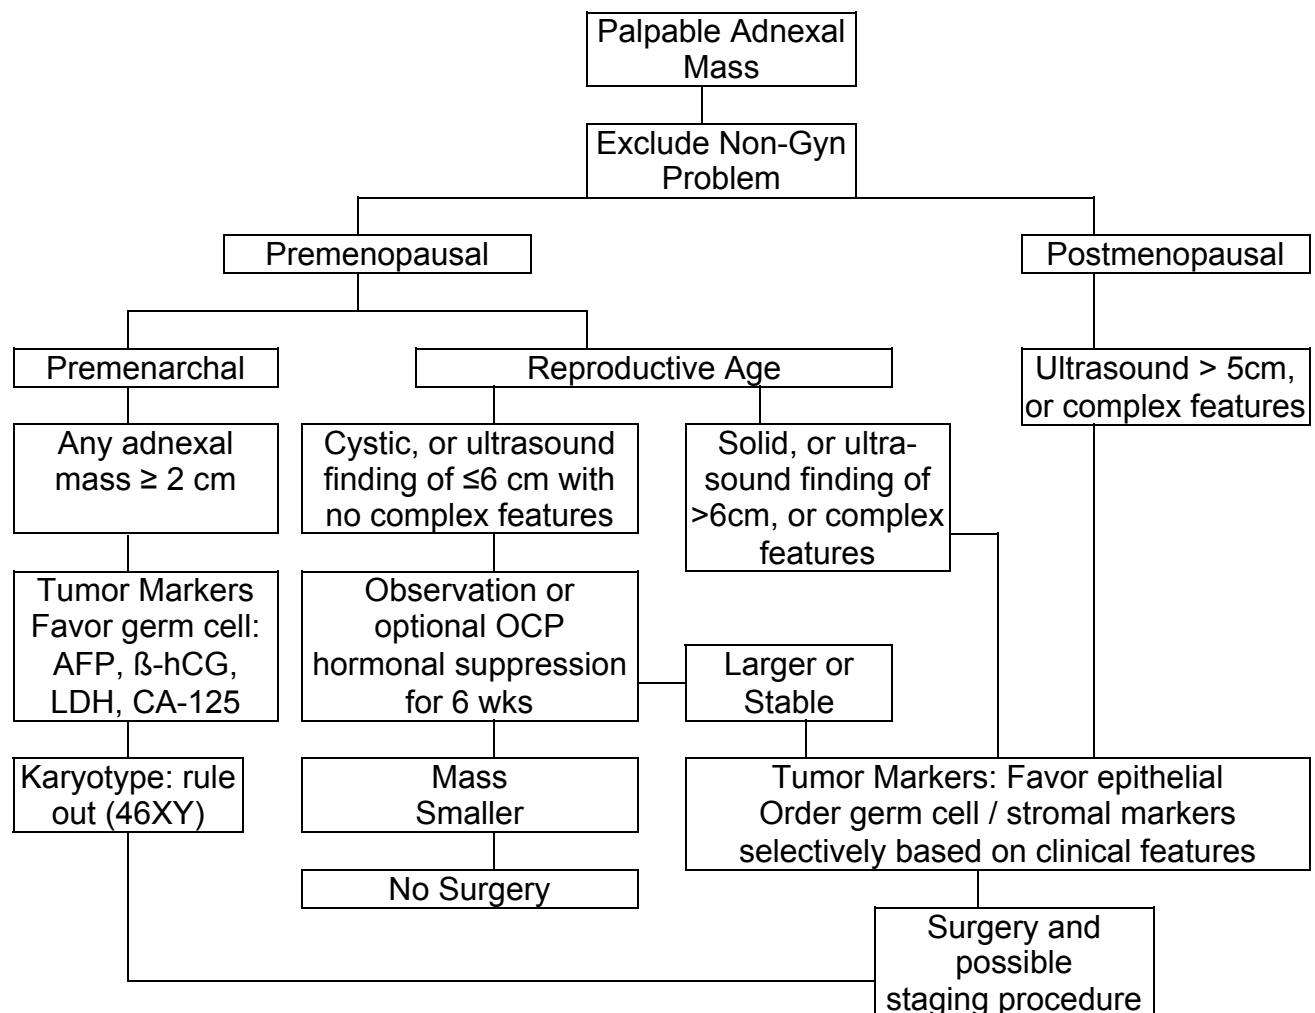 Palpable Adnexal
Mass
Exclude Non-Gyn
Problem
Premenopausal
Postmenopausal
Premenarchal
Reproductive Age
Ultrasound > 5cm,
or complex features
Any adnexal
mass ≥ 2 cm
Cystic, or ultrasound
finding of ≤6 cm with
no complex features
Solid, or ultra-
sound finding of
>6cm, or complex
features
Tumor Markers
Favor germ cell:
AFP, ß-hCG,
LDH, CA-125
Observation or
optional OCP
hormonal suppression
for 6 wks
Larger or
Stable
Karyotype: rule
out (46XY)
Mass
Smaller
Tumor Markers: Favor epithelial
Order germ cell / stromal markers
selectively based on clinical features
No Surgery
Surgery and
possible
staging procedure